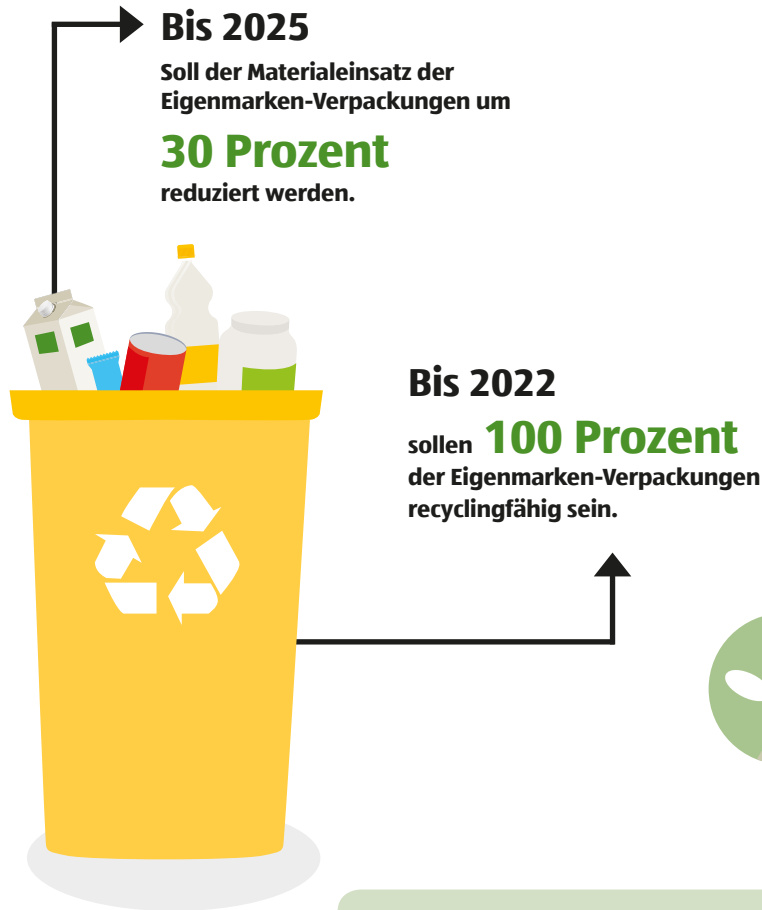 Bis 2025
Soll der Materialeinsatz der
Eigenmarken-Verpackungen um
30 Prozent
reduziert werden.
Bis 2022
sollen 100 Prozent
der Eigenmarken-Verpackungen
recyclingfähig sein.